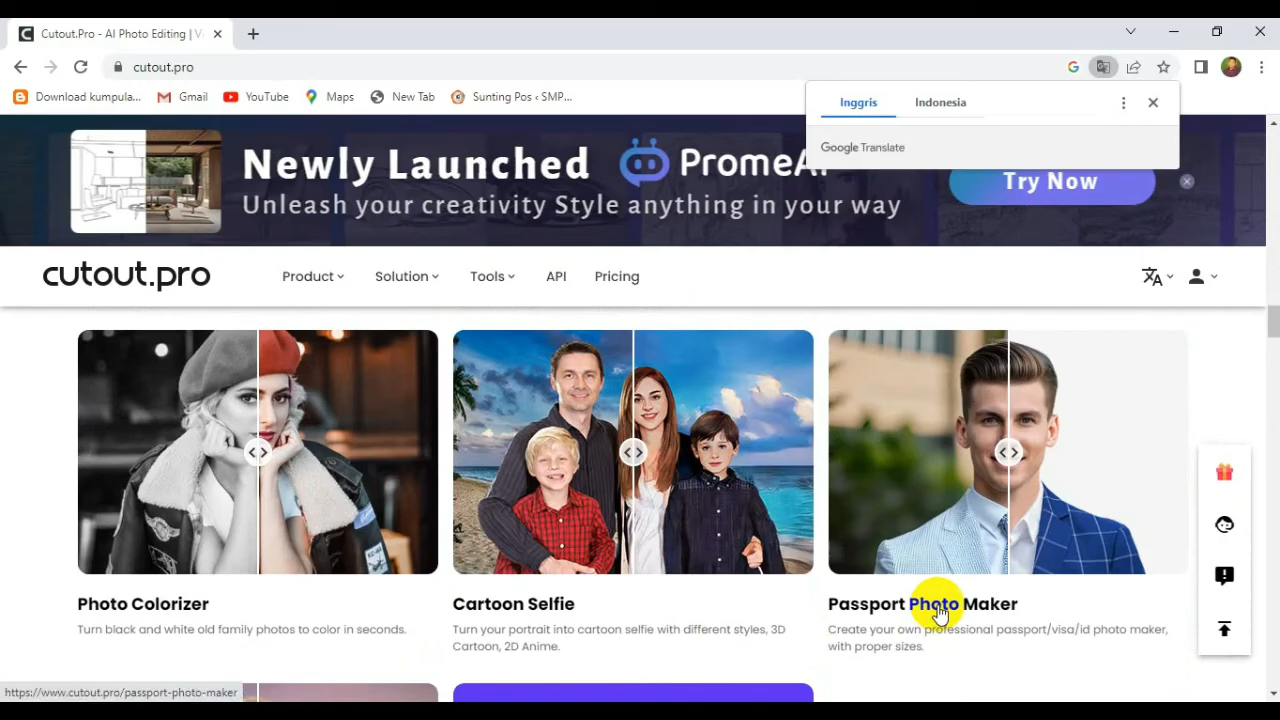 Cutout.Pro - AI Photo Editing | V
cutout.pro
Download kumpula...
Gmail
YouTube
Maps
New Tab
Sunting Pos ‹ SMP...
Inggris
Indonesia
Google Translate
Newly Launched
PromeAI
Unleash your creativity Style anything in your way
Try Now
cutout.pro
Product
Solution
Tools
API
Pricing
Photo Colorizer
Turn black and white old family photos to color in seconds.
Cartoon Selfie
Turn your portrait into cartoon selfie with different styles, 3D
Cartoon, 2D Anime.
Passport Photo Maker
Create your own professional passport/visa/id photo maker,
with proper sizes.
https://www.cutout.pro/passport-photo-maker